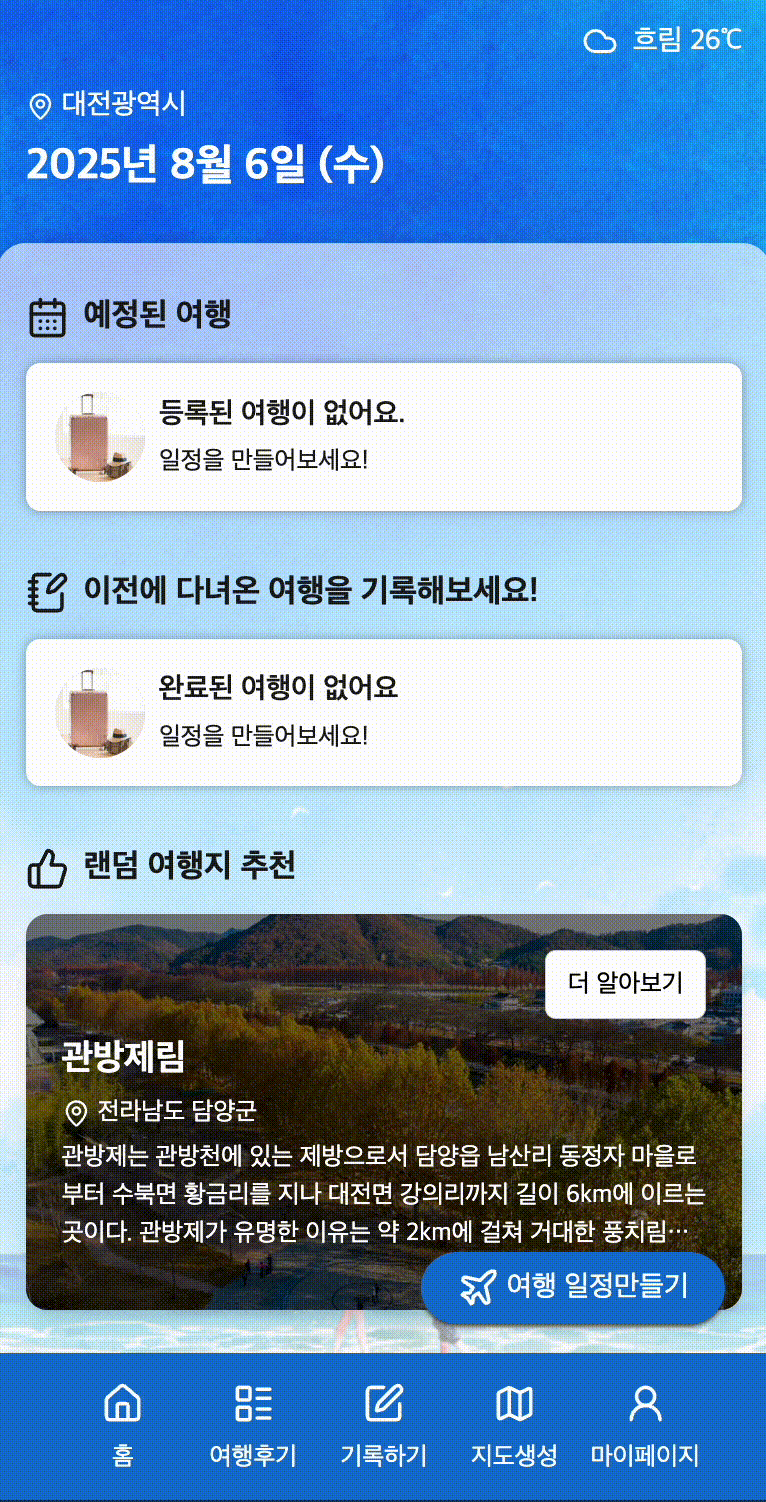 흐림 26℃
대전광역시
2025년 8월 6일 (수)
예정된 여행
등록된 여행이 없어요.
일정을 만들어보세요!
이전에 다녀온 여행을 기록해보세요!
완료된 여행이 없어요
일정을 만들어보세요!
랜덤 여행지 추천
더 알아보기
관방제림
전라남도 담양군
관방제는 관방천에 있는 제방으로서 담양읍 남산리 동정자 마을로
부터 수북면 황금리를 지나 대전면 강의리까지 길이 6km에 이르는
곳이다. 관방제가 유명한 이유는 약 2km에 걸쳐 거대한 풍치림…
여행 일정만들기
홈
여행후기
기록하기
지도생성
마이페이지